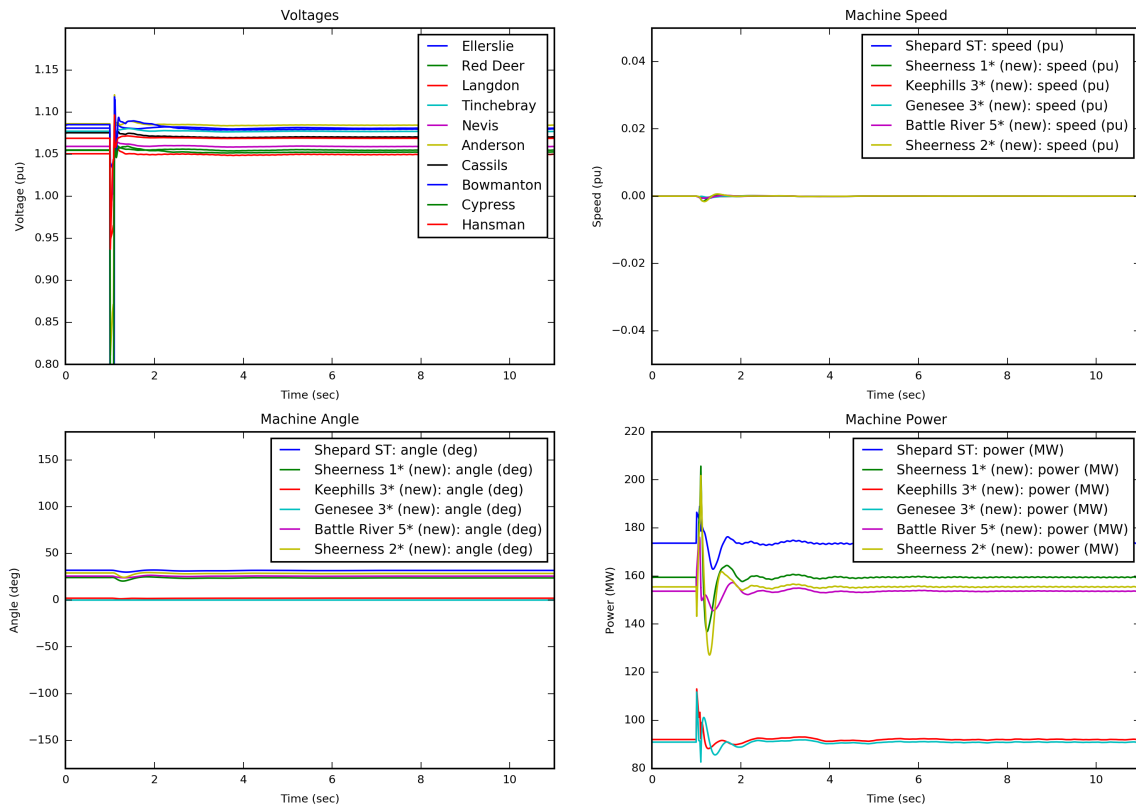 Voltages
1.15
1.10
1.05
1.00
0.95
0.90
0.85
0.80
Voltage (pu)
0 2 4 6 8 10
Time (sec)
Ellerslie
Red Deer
Langdon
Tinchebray
Nevis
Anderson
Cassils
Bowmanton
Cypress
Hansman
Machine Speed
0.04
0.02
0.00
−0.02
−0.04
Speed (pu)
0 2 4 6 8 10
Time (sec)
Shepard ST: speed (pu)
Sheerness 1* (new): speed (pu)
Keephills 3* (new): speed (pu)
Genesee 3* (new): speed (pu)
Battle River 5* (new): speed (pu)
Sheerness 2* (new): speed (pu)
Machine Angle
150
100
50
0
−50
−100
−150
Angle (deg)
0 2 4 6 8 10
Time (sec)
Shepard ST: angle (deg)
Sheerness 1* (new): angle (deg)
Keephills 3* (new): angle (deg)
Genesee 3* (new): angle (deg)
Battle River 5* (new): angle (deg)
Sheerness 2* (new): angle (deg)
Machine Power
220
200
180
160
140
120
100
80
Power (MW)
0 2 4 6 8 10
Time (sec)
Shepard ST: power (MW)
Sheerness 1* (new): power (MW)
Keephills 3* (new): power (MW)
Genesee 3* (new): power (MW)
Battle River 5* (new): power (MW)
Sheerness 2* (new): power (MW)